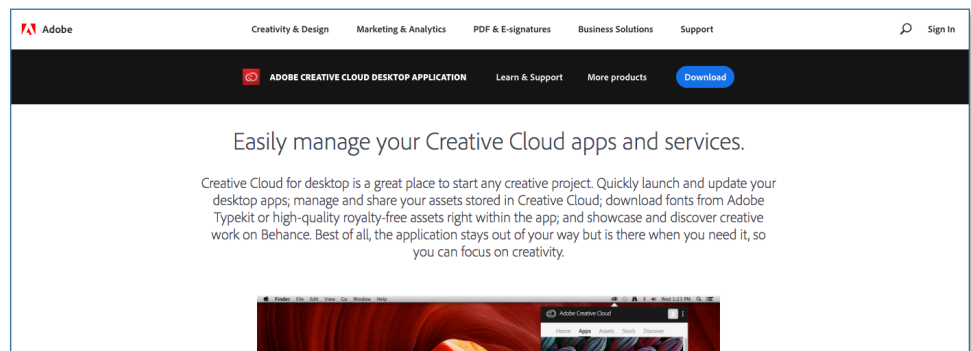 Adobe Creativity & Design Marketing & Analytics PDF & E-signatures Business Solutions Support Sign In
ADOBE CREATIVE CLOUD DESKTOP APPLICATION Learn & Support More products Download
Easily manage your Creative Cloud apps and services.
Creative Cloud for desktop is a great place to start any creative project. Quickly launch and update your
desktop apps; manage and share your assets stored in Creative Cloud; download fonts from Adobe
Typekit or high-quality royalty-free assets right within the app; and showcase and discover creative
work on Behance. Best of all, the application stays out of your way but is there when you need it, so
you can focus on creativity.
Finder File Edit View Go Window Help Wed 1:23 PM
Adobe Creative Cloud
Home Apps Assets Stock Discover